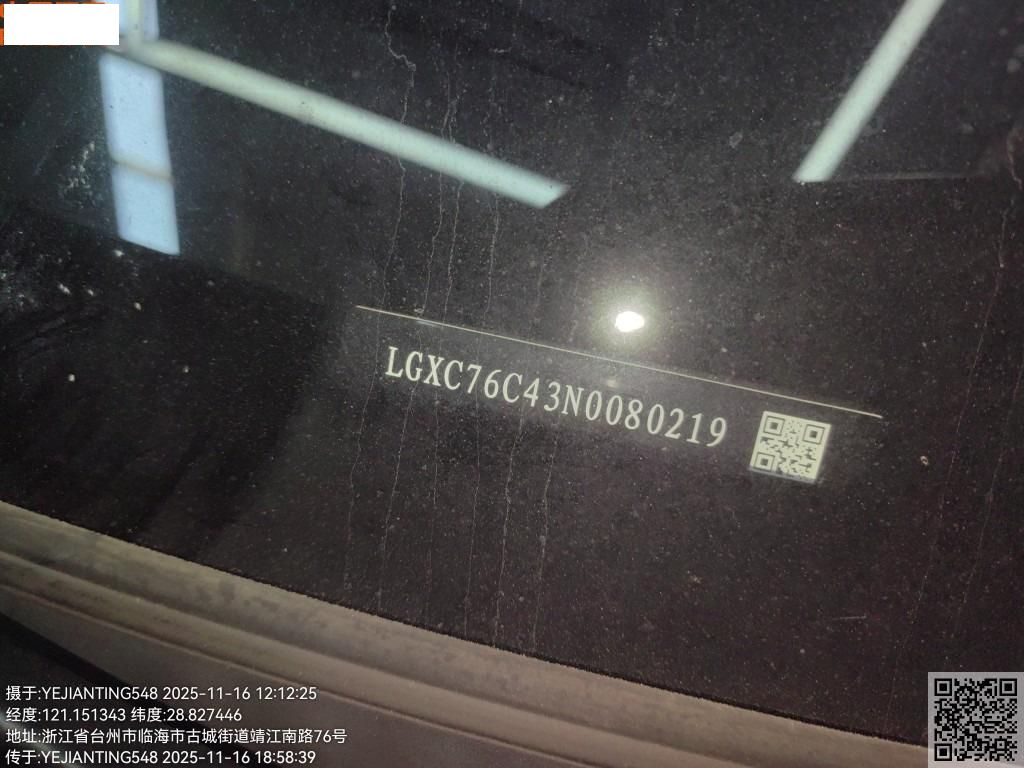 LGXC76C43N0080219
摄于:YEJIANTING548 2025-11-16 12:12:25
经度:121.151343 纬度:28.827446
地址:浙江省台州市临海市古城街道靖江南路76号
传于:YEJIANTING548 2025-11-16 18:58:39